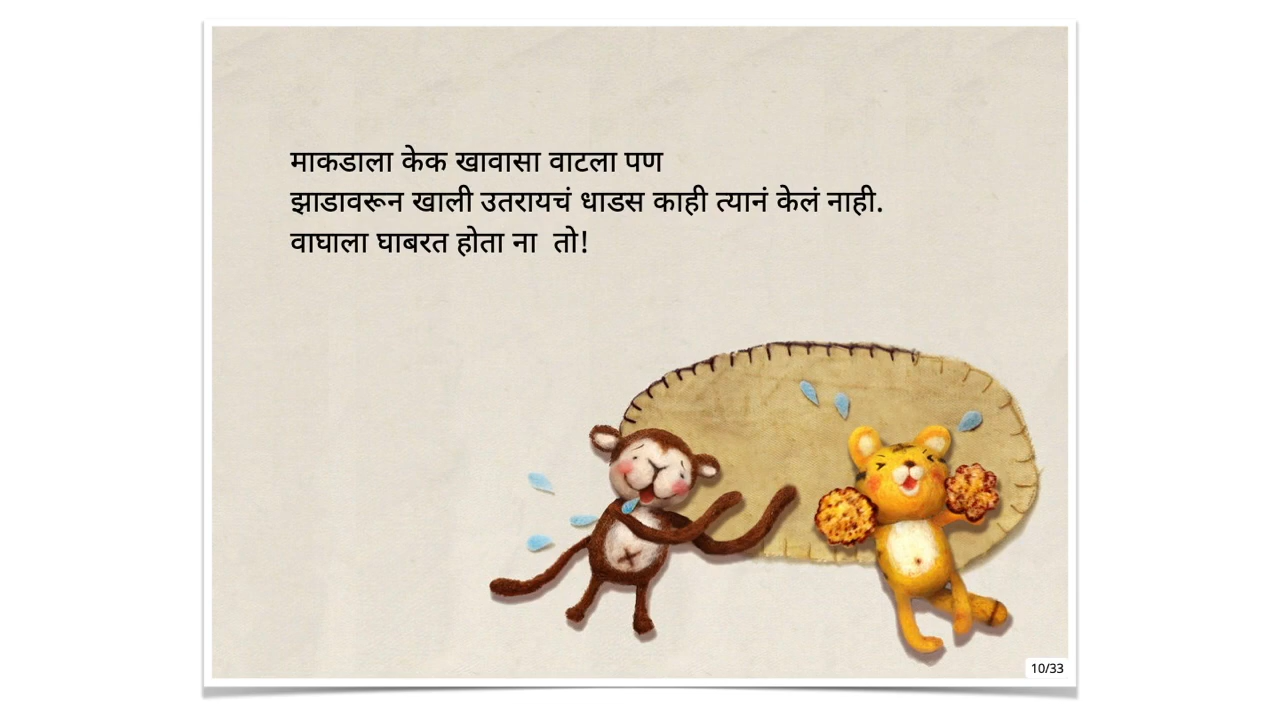 माकडाला केक खावासा वाटला पण
झाडावरून खाली उतरायचं धाडस काही त्यानं केलं नाही.
वाघाला घाबरत होता ना  तो!
10/33